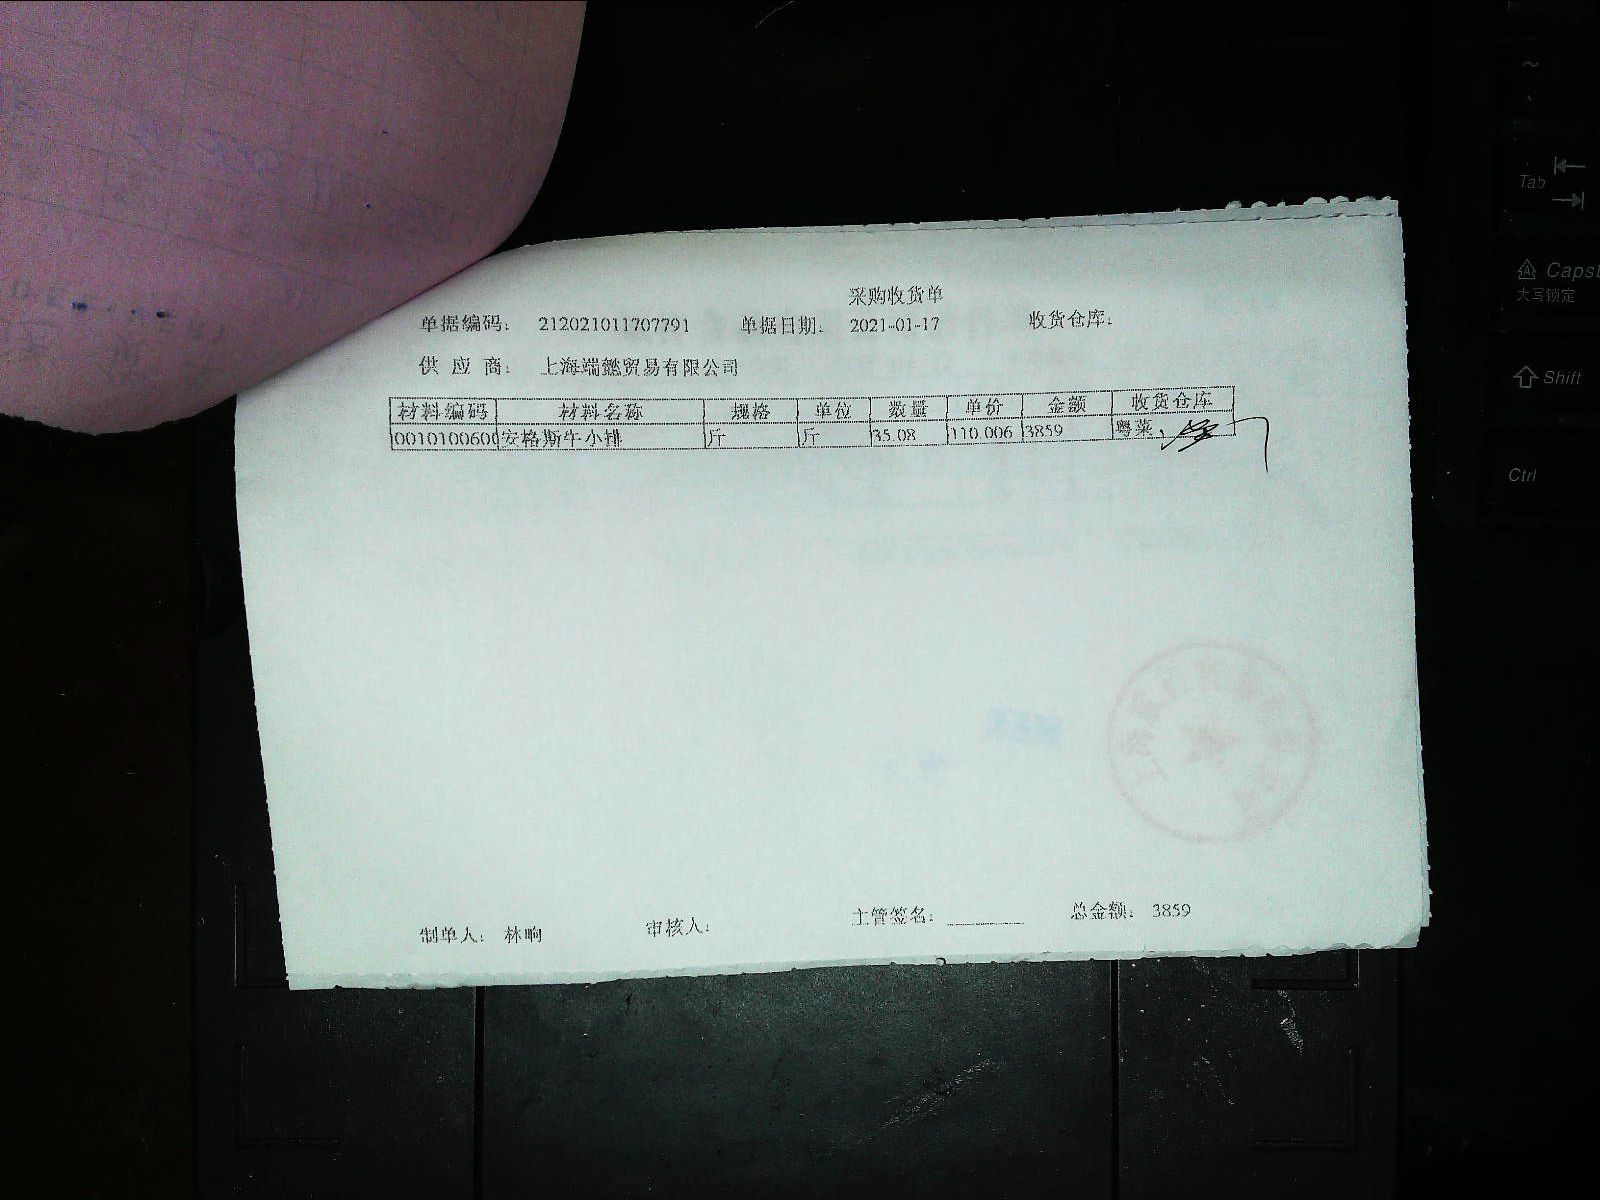 采购收货单
单据编码: 212021011707791 单据日期: 2021-01-17 收货仓库:
供 应 商: 上海端懿贸易有限公司
材料编码 材料名称 规格 单位 数量 单价 金额 收货仓库
0010100600 安格斯牛小排 斤 斤 35.08 110.006 3859 粤菜
制单人: 林晌 审核人: 主管签名: 总金额: 3859
~
Tab
Caps
大写锁定
Shift
Ctrl